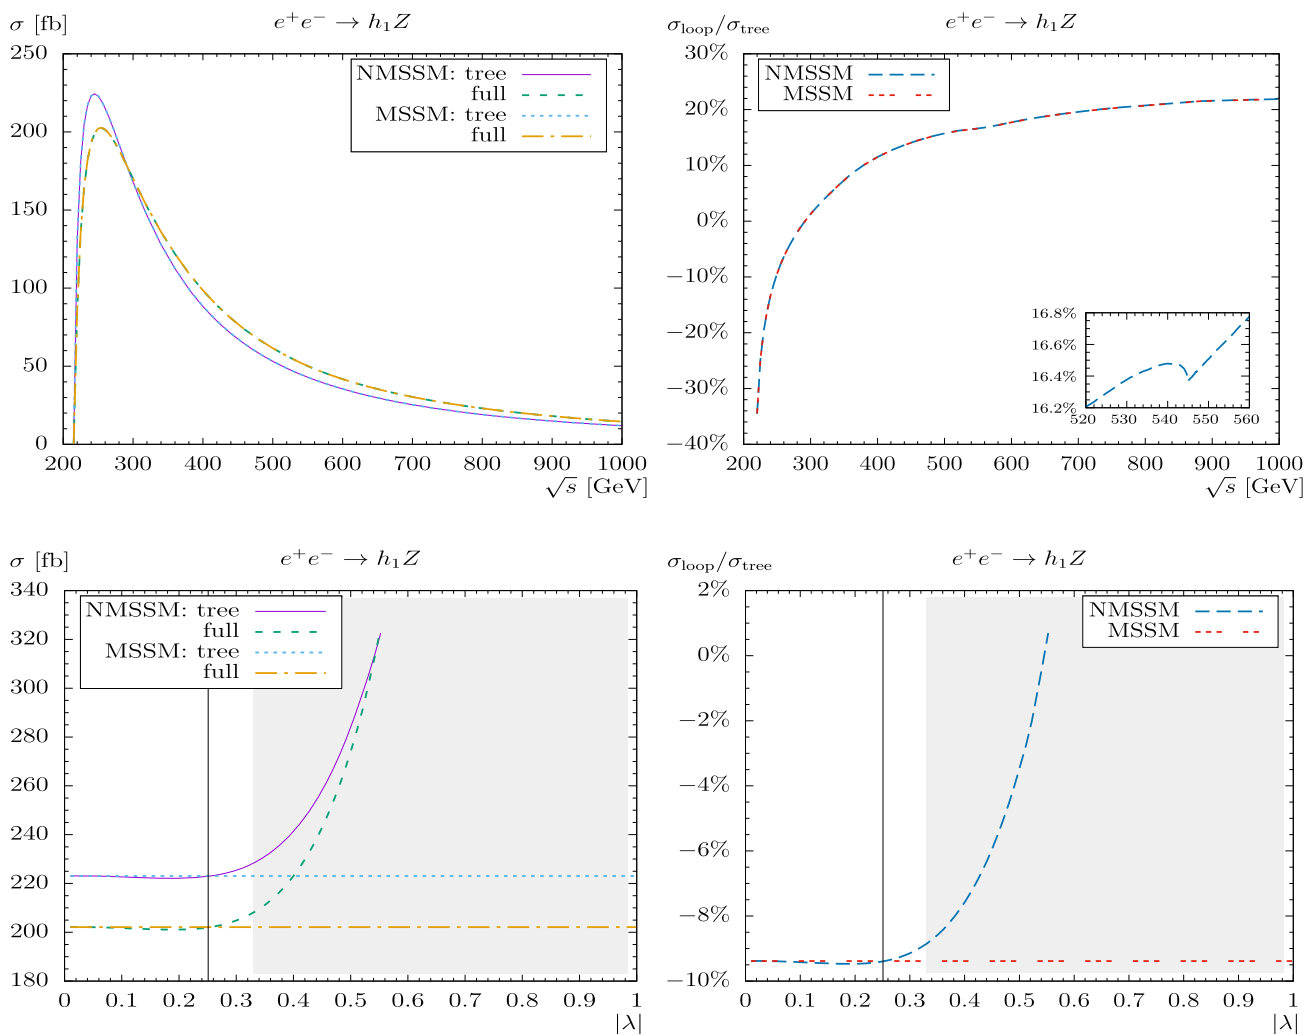 σ [fb]
e⁺e⁻ → h₁Z
250
200
150
100
50
0
200 300 400 500 600 700 800 900 1000
√s [GeV]
NMSSM: tree
full
MSSM: tree
full
σloop/σtree
e⁺e⁻ → h₁Z
30%
20%
10%
0%
−10%
−20%
−30%
−40%
200 300 400 500 600 700 800 900 1000
√s [GeV]
NMSSM
MSSM
16.8%
16.6%
16.4%
16.2%
520 530 540 550 560
σ [fb]
e⁺e⁻ → h₁Z
340
320
300
280
260
240
220
200
180
0 0.1 0.2 0.3 0.4 0.5 0.6 0.7 0.8 0.9 1
|λ|
NMSSM: tree
full
MSSM: tree
full
σloop/σtree
e⁺e⁻ → h₁Z
2%
0%
−2%
−4%
−6%
−8%
−10%
0 0.1 0.2 0.3 0.4 0.5 0.6 0.7 0.8 0.9 1
|λ|
NMSSM
MSSM